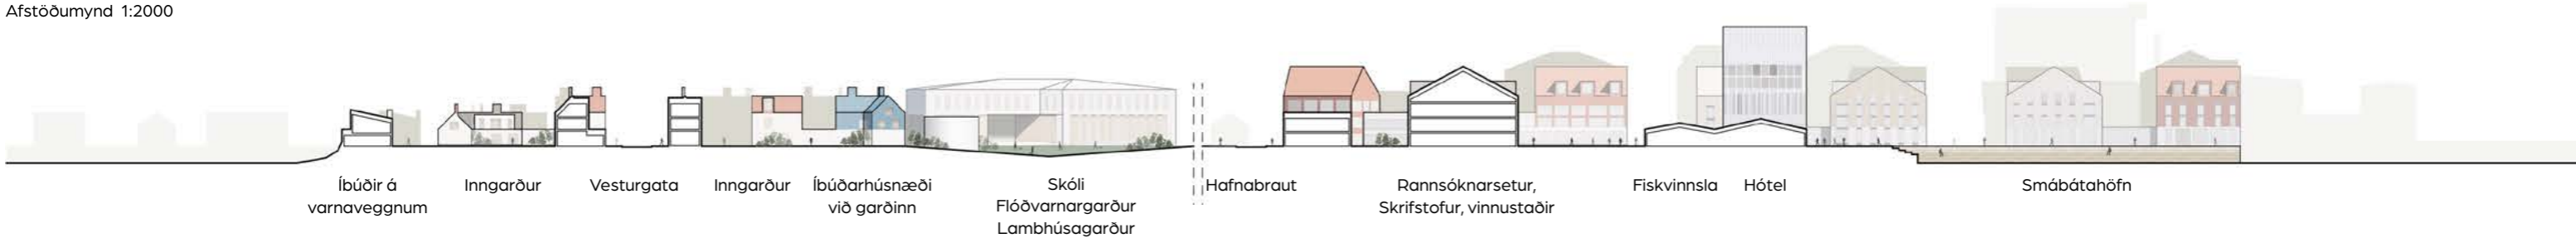 Afstöðumynd 1:2000
Íbúðir á
varnaveggnum
Inngarður
Vesturgata
Inngarður
Íbúðarhúsnæði
við garðinn
Skóli
Flóðvarnargarður
Lambhúsagarður
Hafnabraut
Rannsóknarsetur,
Skrifstofur, vinnustaðir
Fiskvinnsla
Hótel
Smábátahöfn